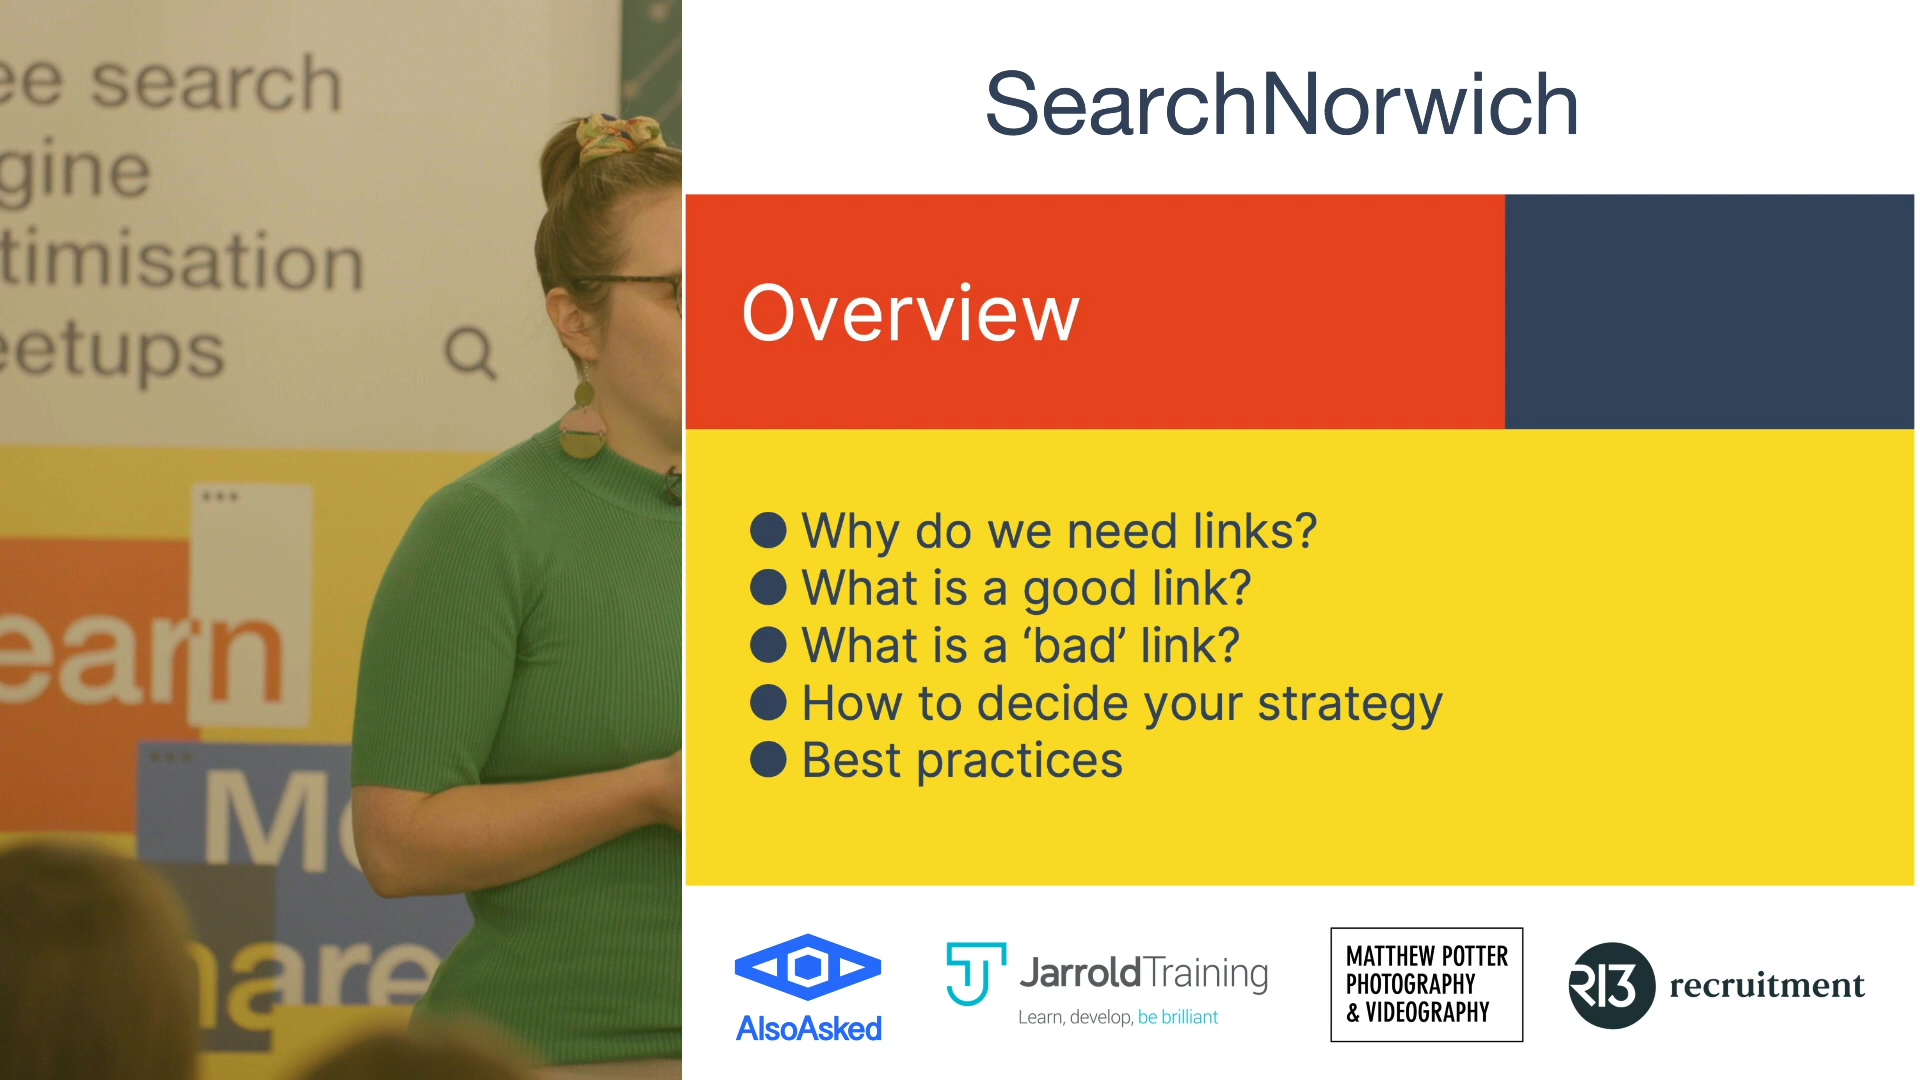 ee search
gine
timisation
eetups
earn
Me
hare
SearchNorwich
Overview
Why do we need links?
What is a good link?
What is a ‘bad’ link?
How to decide your strategy
Best practices
AlsoAsked
JarroldTraining
Learn, develop, be brilliant
MATTHEW POTTER
PHOTOGRAPHY
& VIDEOGRAPHY
R13 recruitment